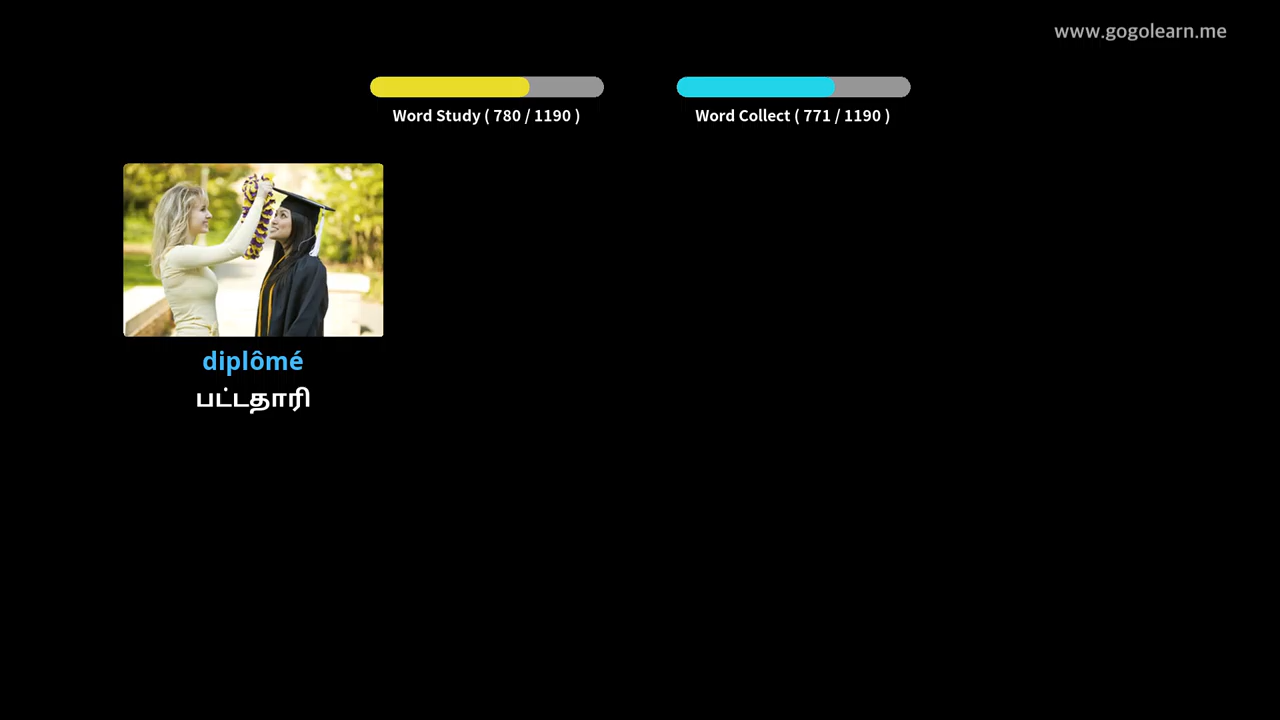 www.gogolearn.me
Word Study ( 780 / 1190 )
Word Collect ( 771 / 1190 )
diplômé
பட்டதாரி